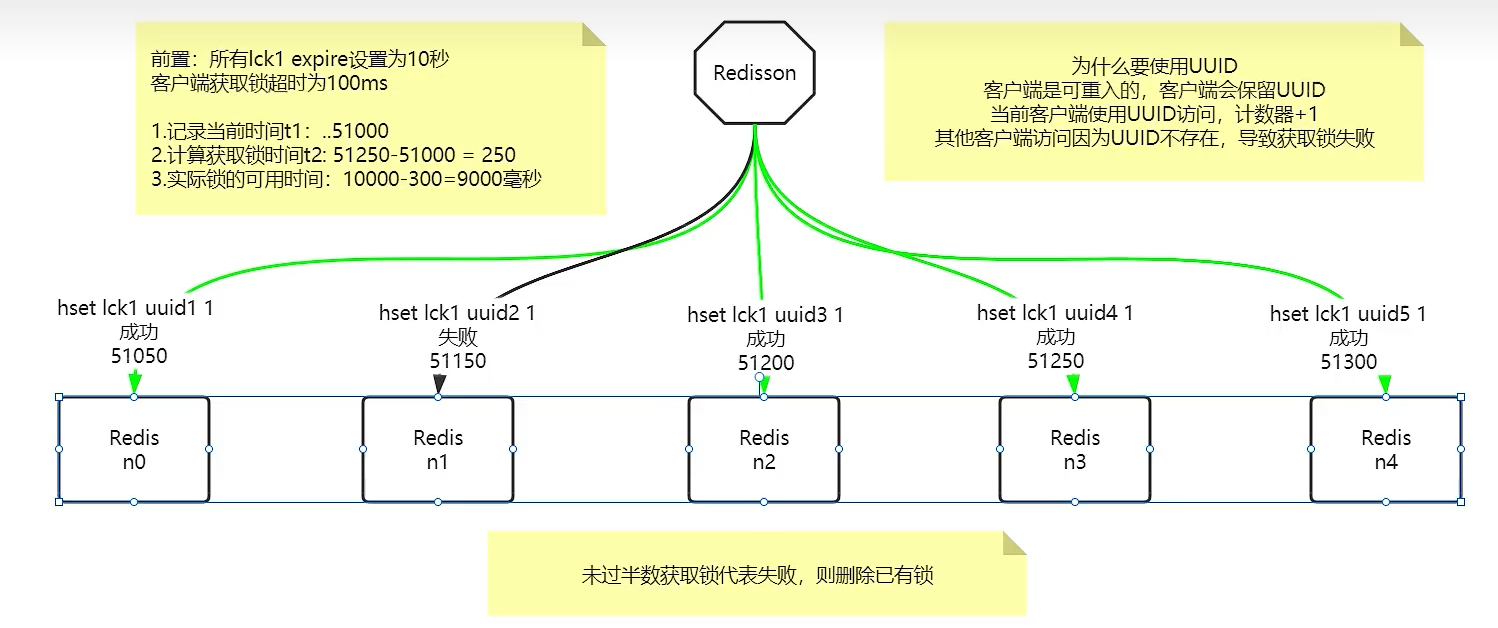 前置：所有lck1 expire设置为10秒
客户端获取锁超时为100ms
1.记录当前时间t1：..51000
2.计算获取锁时间t2: 51250-51000 = 250
3.实际锁的可用时间：10000-300=9000毫秒
Redisson
为什么要使用UUID
客户端是可重入的，客户端会保留UUID
当前客户端使用UUID访问，计数器+1
其他客户端访问因为UUID不存在，导致获取锁失败
hset lck1 uuid1 1
成功
51050
hset lck1 uuid2 1
失败
51150
hset lck1 uuid3 1
成功
51200
hset lck1 uuid4 1
成功
51250
hset lck1 uuid5 1
成功
51300
Redis
n0
Redis
n1
Redis
n2
Redis
n3
Redis
n4
未过半数获取锁代表失败，则删除已有锁